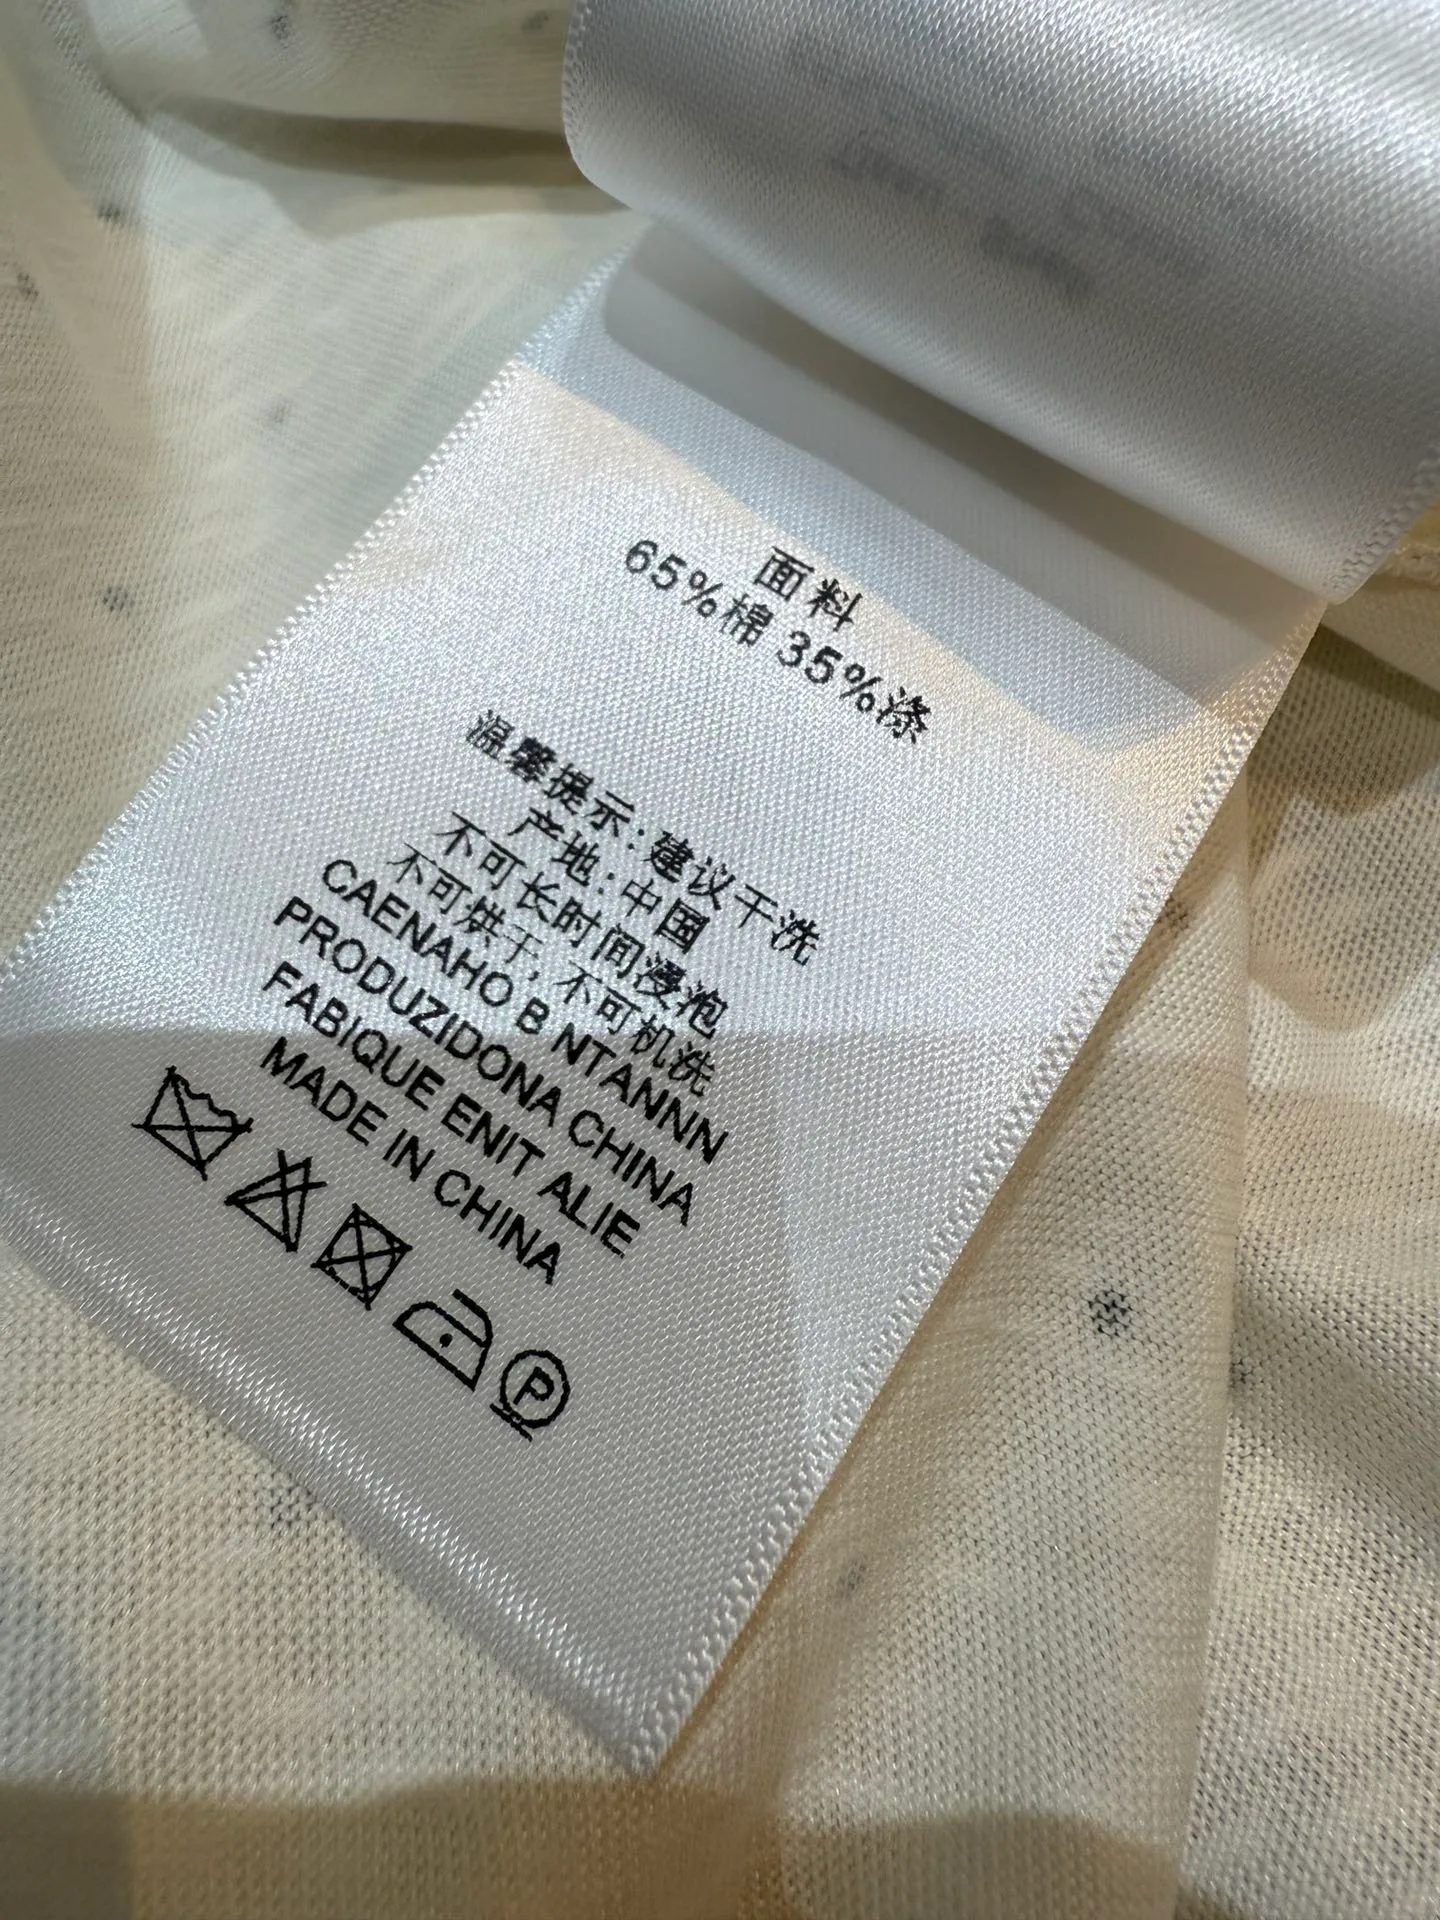 面料
65%棉 35%涤
温馨提示:建议干洗
产地:中国
不可长时间浸泡
不可烘干,不可机洗
CAENAHO B NTANNN
PRODUZIDONA CHINA
FABIQUE ENIT ALIE
MADE IN CHINA
P